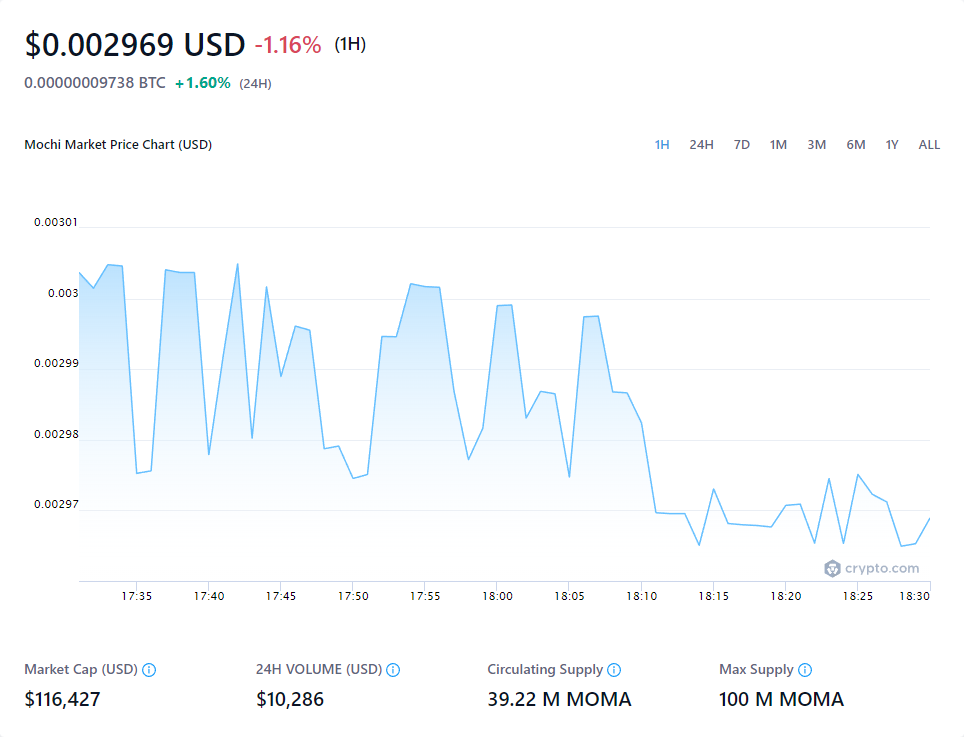 $0.002969 USD -1.16% (1H)
0.00000009738 BTC +1.60% (24H)
Mochi Market Price Chart (USD) 1H 24H 7D 1M 3M 6M 1Y ALL
0.00301
0.003
0.00299
0.00298
0.00297
crypto.com
17:35 17:40 17:45 17:50 17:55 18:00 18:05 18:10 18:15 18:20 18:25 18:30
Market Cap (USD) 24H VOLUME (USD) Circulating Supply Max Supply
$116,427 $10,286 39.22 M MOMA 100 M MOMA